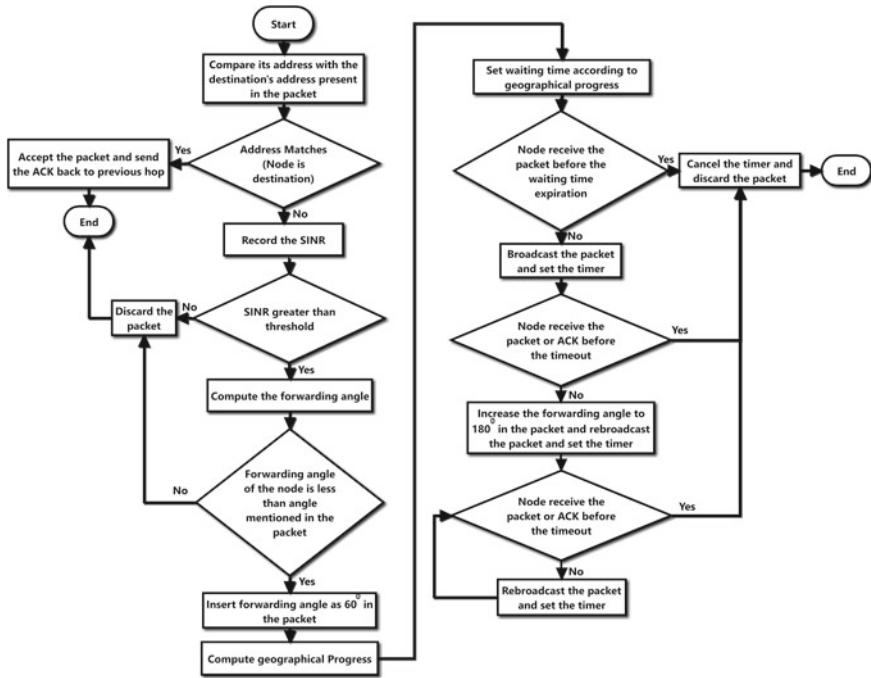 Start
Compare its address with the
destination's address present
in the packet
Address Matches
(Node is
destination)
Yes
Accept the packet and send
the ACK back to previous hop
End
No
Record the SINR
SINR greater than
threshold
No
Discard the
packet
Yes
Compute the forwarding angle
Forwarding angle
of the node is less
than angle
mentioned in the
packet
No
Yes
Insert forwarding angle as 60⁰ in
the packet
Compute geographical Progress
Set waiting time according to
geographical progress
Node receive the
packet before the
waiting time
expiration
Yes
Cancel the timer and
discard the packet
End
No
Broadcast the packet
and set the timer
Node receive the
packet or ACK before
the timeout
Yes
No
Increase the forwarding angle to
180⁰ in the packet and rebroadcast
the packet and set the timer
Node receive the
packet or ACK before
the timeout
Yes
No
Rebroadcast the packet
and set the timer